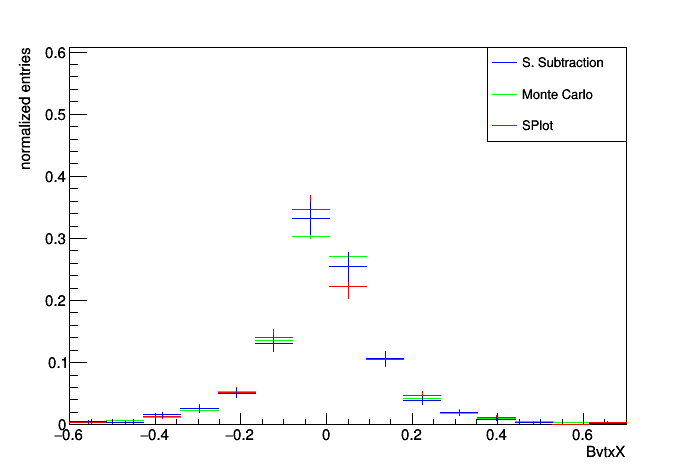 normalized entries
0.6
0.5
0.4
0.3
0.2
0.1
0
S. Subtraction
Monte Carlo
SPlot
−0.6 −0.4 −0.2 0 0.2 0.4 0.6
BvtxX